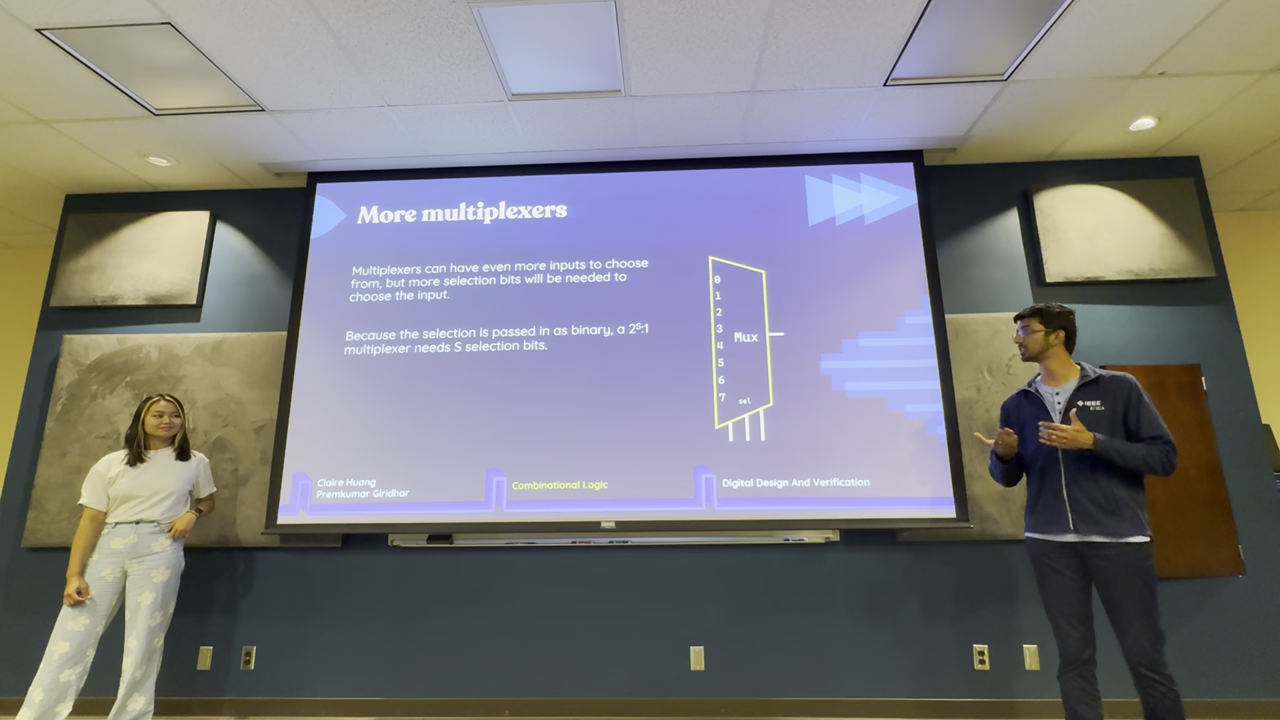 More multiplexers
Multiplexers can have even more inputs to choose
from, but more selection bits will be needed to
choose the input.
Because the selection is passed in as binary, a 2ˢ:1
multiplexer needs S selection bits.
0
1
2
3
4
5
6
7
Mux
sel
Claire Huang
Premkumar Giridhar
Combinational Logic
Digital Design And Verification
IEEE